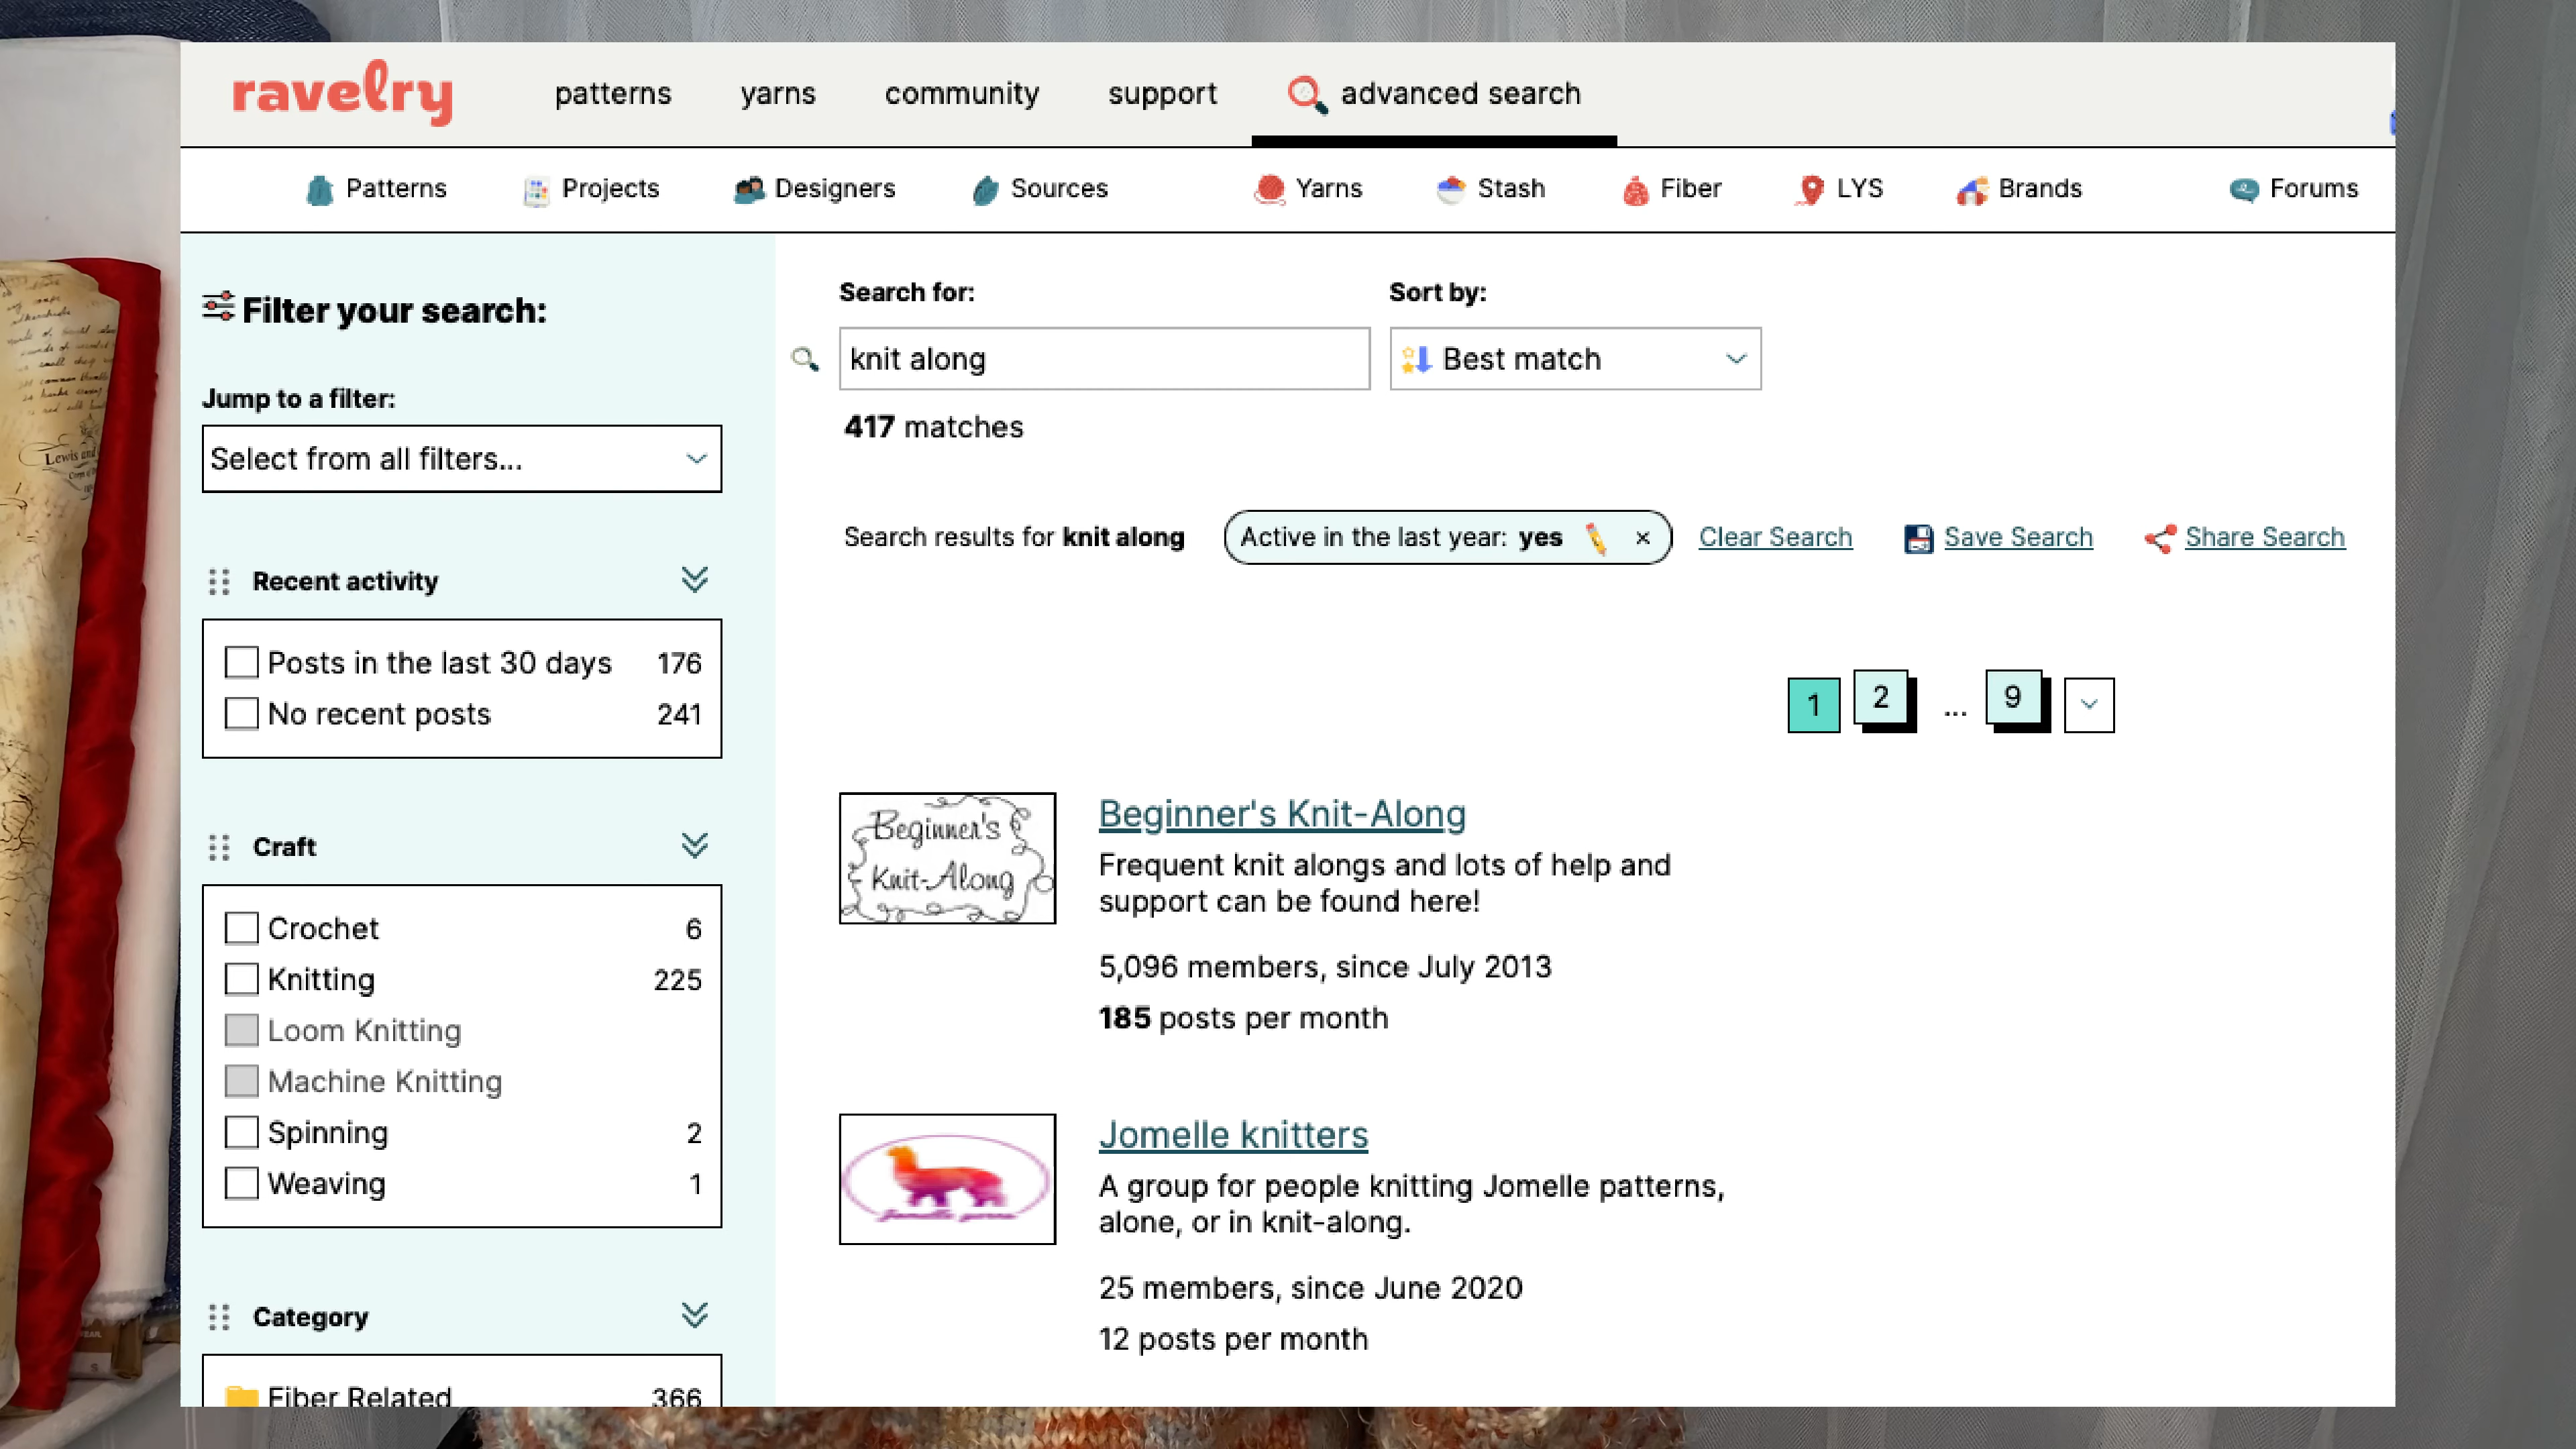 ravelry
patterns
yarns
community
support
advanced search
Patterns
Projects
Designers
Sources
Yarns
Stash
Fiber
LYS
Brands
Forums
Filter your search:
Jump to a filter:
Select from all filters...
Recent activity
Posts in the last 30 days 176
No recent posts 241
Craft
Crochet 6
Knitting 225
Loom Knitting
Machine Knitting
Spinning 2
Weaving 1
Category
Fiber Related 366
Search for:
knit along
Sort by:
Best match
417 matches
Search results for knit along
Active in the last year: yes ×
Clear Search
Save Search
Share Search
1 2 ... 9
Beginner's
Knit-Along
Beginner's Knit-Along
Frequent knit alongs and lots of help and
support can be found here!
5,096 members, since July 2013
185 posts per month
Jomelle knitters
A group for people knitting Jomelle patterns,
alone, or in knit-along.
25 members, since June 2020
12 posts per month
Lewis and
S